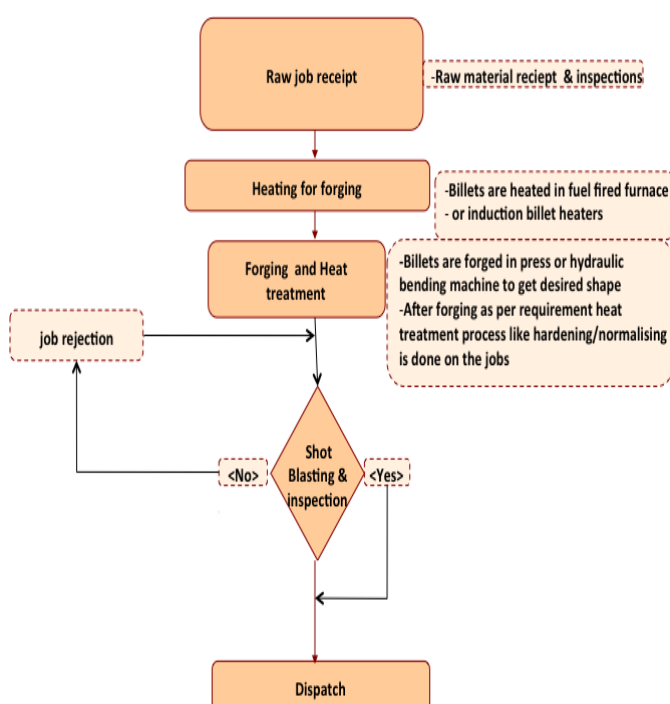 Raw job receipt
-Raw material reciept & inspections
Heating for forging
-Billets are heated in fuel fired furnace
- or induction billet heaters
Forging and Heat
treatment
-Billets are forged in press or hydraulic
bending machine to get desired shape
-After forging as per requirement heat
treatment process like hardening/normalising
is done on the jobs
job rejection
Shot
Blasting &
inspection
<No>
<Yes>
Dispatch